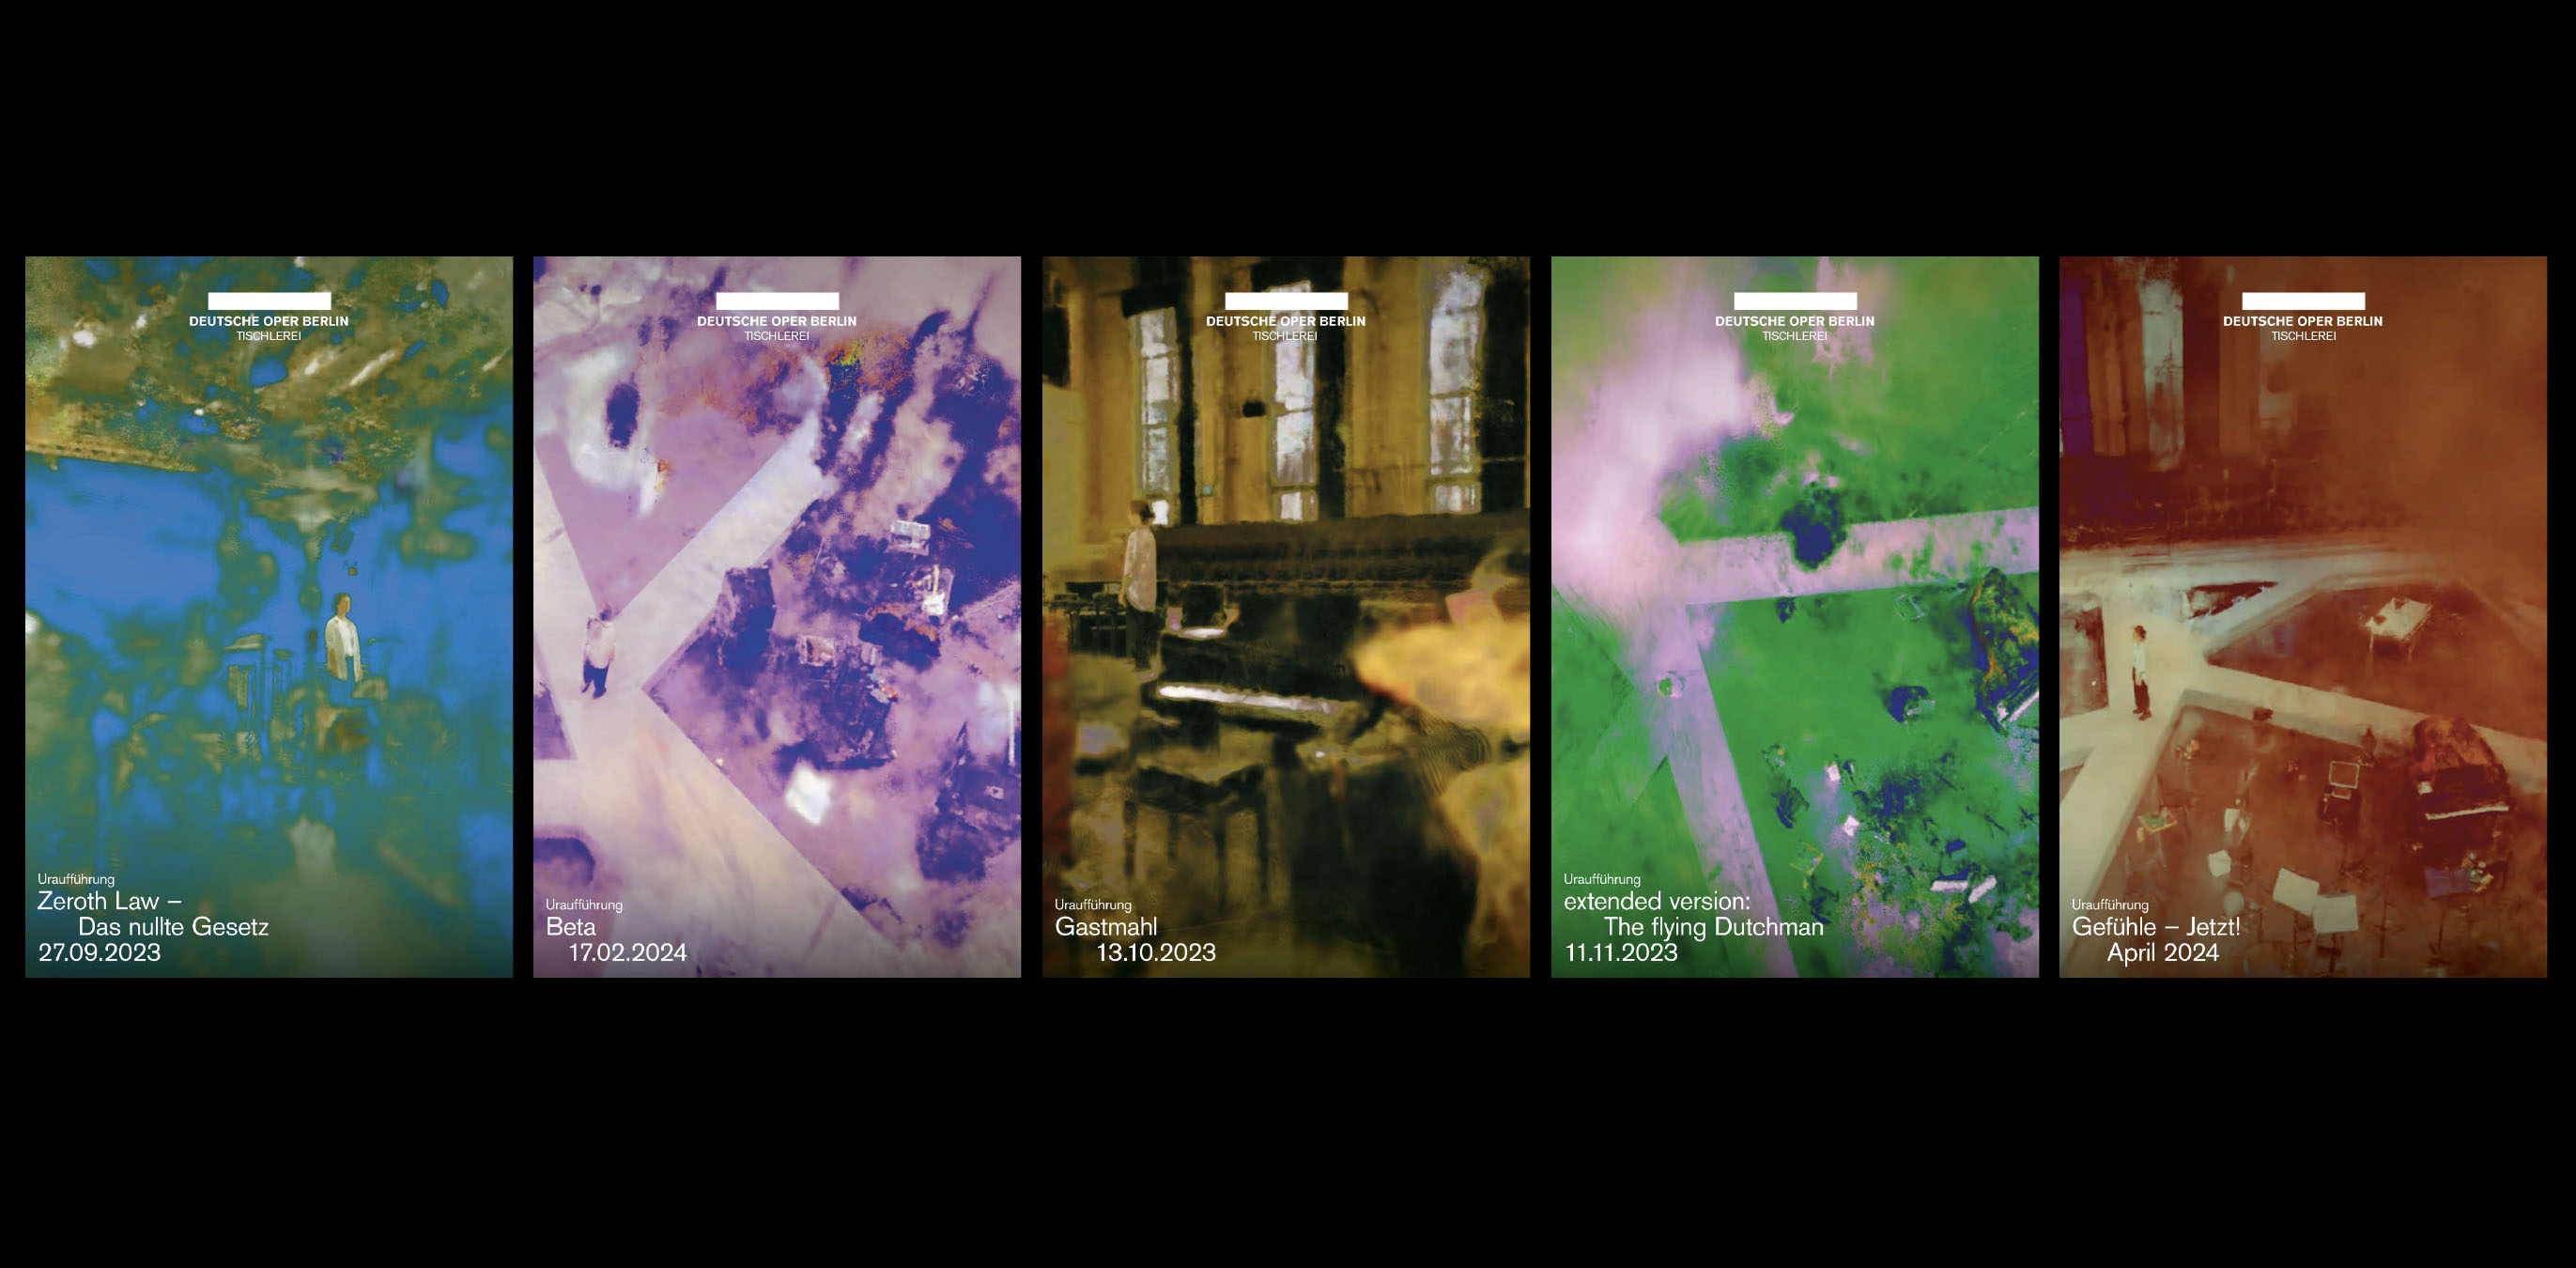 DEUTSCHE OPER BERLIN
TISCHLEREI
Uraufführung
Zeroth Law –
Das nullte Gesetz
27.09.2023
DEUTSCHE OPER BERLIN
TISCHLEREI
Uraufführung
Beta
17.02.2024
DEUTSCHE OPER BERLIN
TISCHLEREI
Uraufführung
Gastmahl
13.10.2023
DEUTSCHE OPER BERLIN
TISCHLEREI
Uraufführung
extended version:
The flying Dutchman
11.11.2023
DEUTSCHE OPER BERLIN
TISCHLEREI
Uraufführung
Gefühle – Jetzt!
April 2024